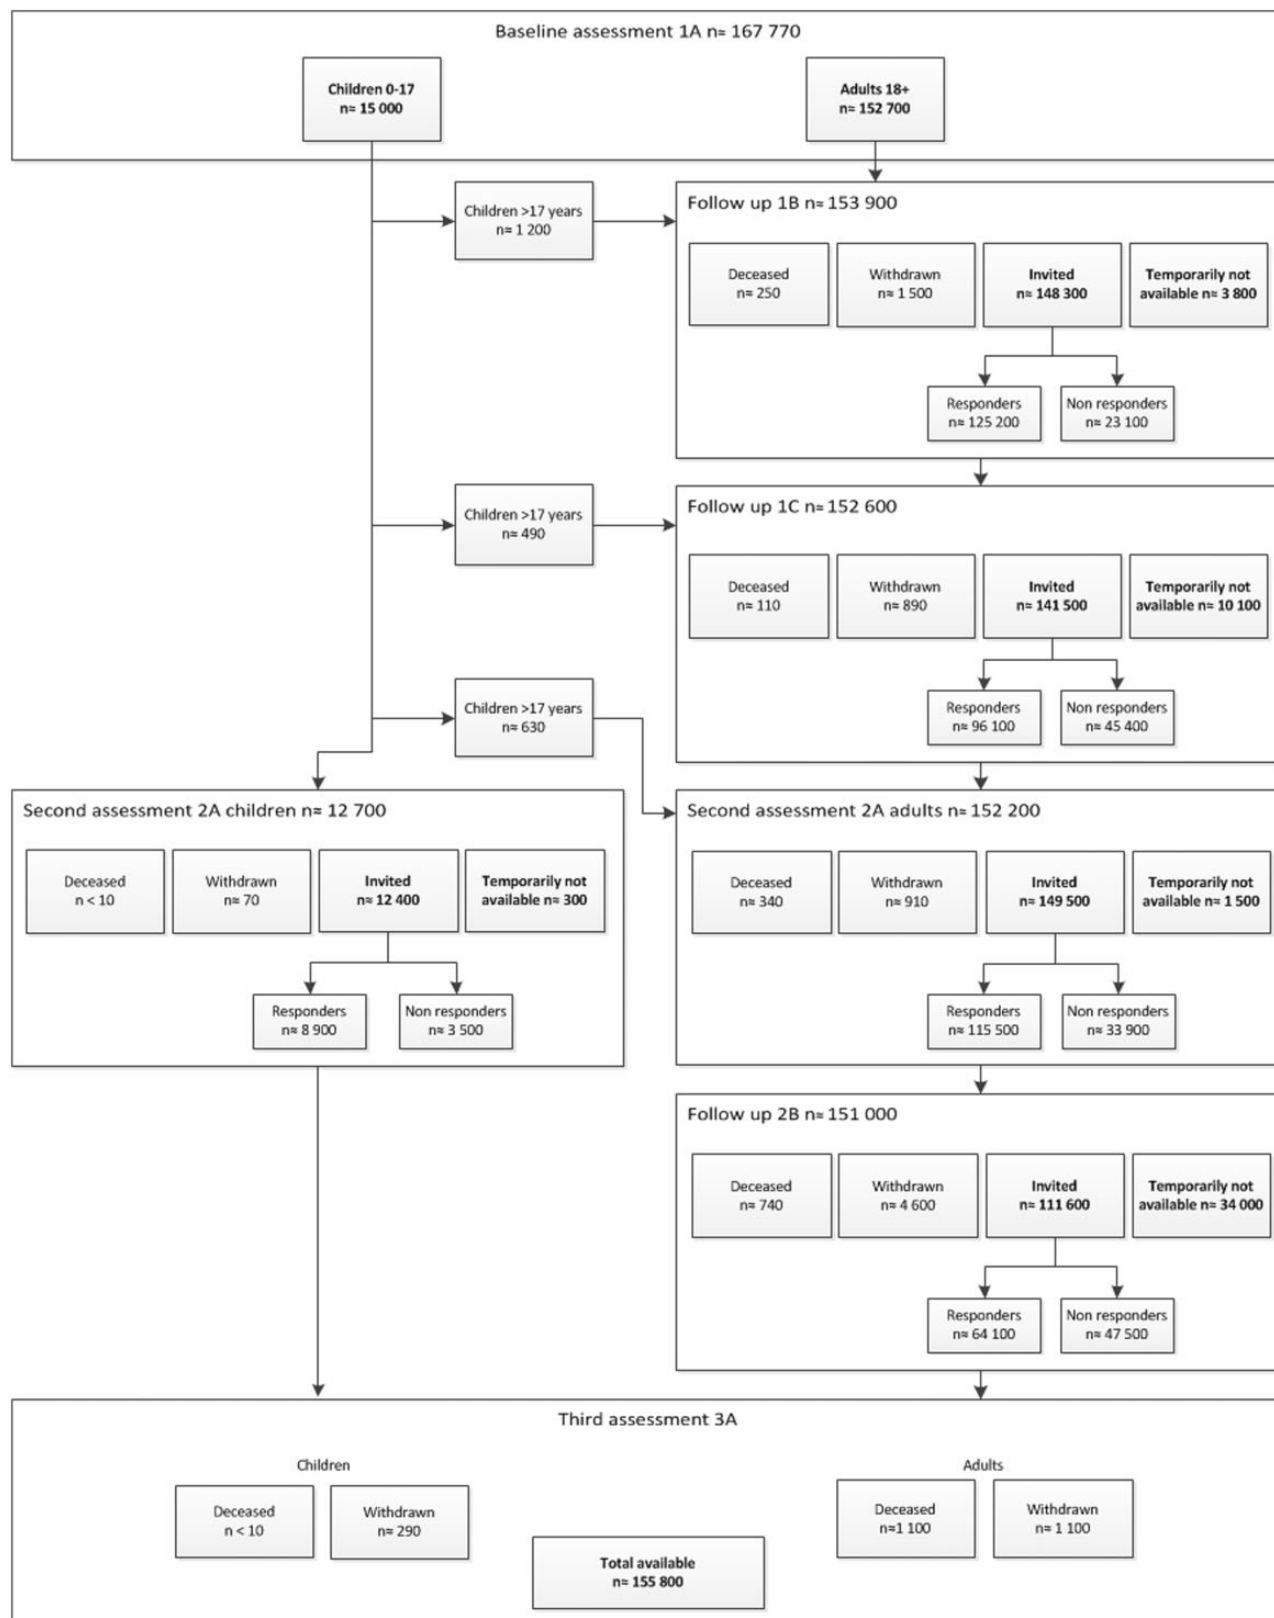 Baseline assessment 1A n≈ 167 770
Children 0-17
n≈ 15 000
Adults 18+
n≈ 152 700
Children >17 years
n≈ 1 200
Follow up 1B n≈ 153 900
Deceased
n≈ 250
Withdrawn
n≈ 1 500
Invited
n≈ 148 300
Temporarily not
available n≈ 3 800
Responders
n≈ 125 200
Non responders
n≈ 23 100
Children >17 years
n≈ 490
Follow up 1C n≈ 152 600
Deceased
n≈ 110
Withdrawn
n≈ 890
Invited
n≈ 141 500
Temporarily not
available n≈ 10 100
Responders
n≈ 96 100
Non responders
n≈ 45 400
Children >17 years
n≈ 630
Second assessment 2A children n≈ 12 700
Deceased
n < 10
Withdrawn
n≈ 70
Invited
n≈ 12 400
Temporarily not
available n≈ 300
Responders
n≈ 8 900
Non responders
n≈ 3 500
Second assessment 2A adults n≈ 152 200
Deceased
n≈ 340
Withdrawn
n≈ 910
Invited
n≈ 149 500
Temporarily not
available n≈ 1 500
Responders
n≈ 115 500
Non responders
n≈ 33 900
Follow up 2B n≈ 151 000
Deceased
n≈ 740
Withdrawn
n≈ 4 600
Invited
n≈ 111 600
Temporarily not
available n≈ 34 000
Responders
n≈ 64 100
Non responders
n≈ 47 500
Third assessment 3A
Children
Deceased
n < 10
Withdrawn
n≈ 290
Adults
Deceased
n≈1 100
Withdrawn
n≈ 1 100
Total available
n≈ 155 800